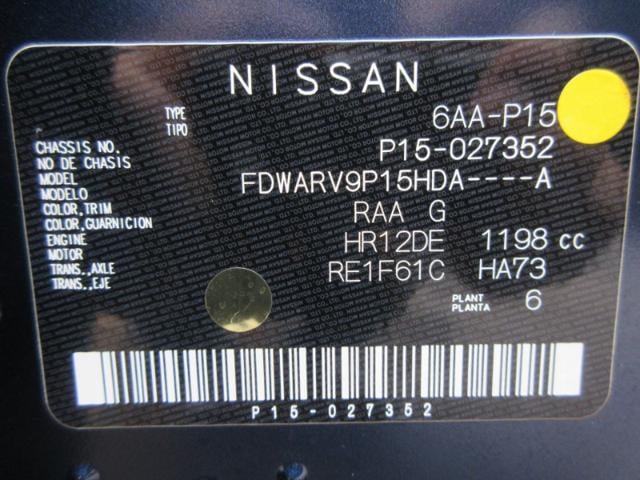 NISSAN
TYPE 6AA-P15
TIPO
CHASSIS NO. P15-027352
NO DE CHASIS
MODEL FDWARV9P15HDA----A
MODELO
COLOR,TRIM RAA G
COLOR,GUARNICION
ENGINE HR12DE 1198 cc
MOTOR
TRANS.,AXLE RE1F61C HA73
TRANS.,EJE
PLANT 6
PLANTA
P15-027352